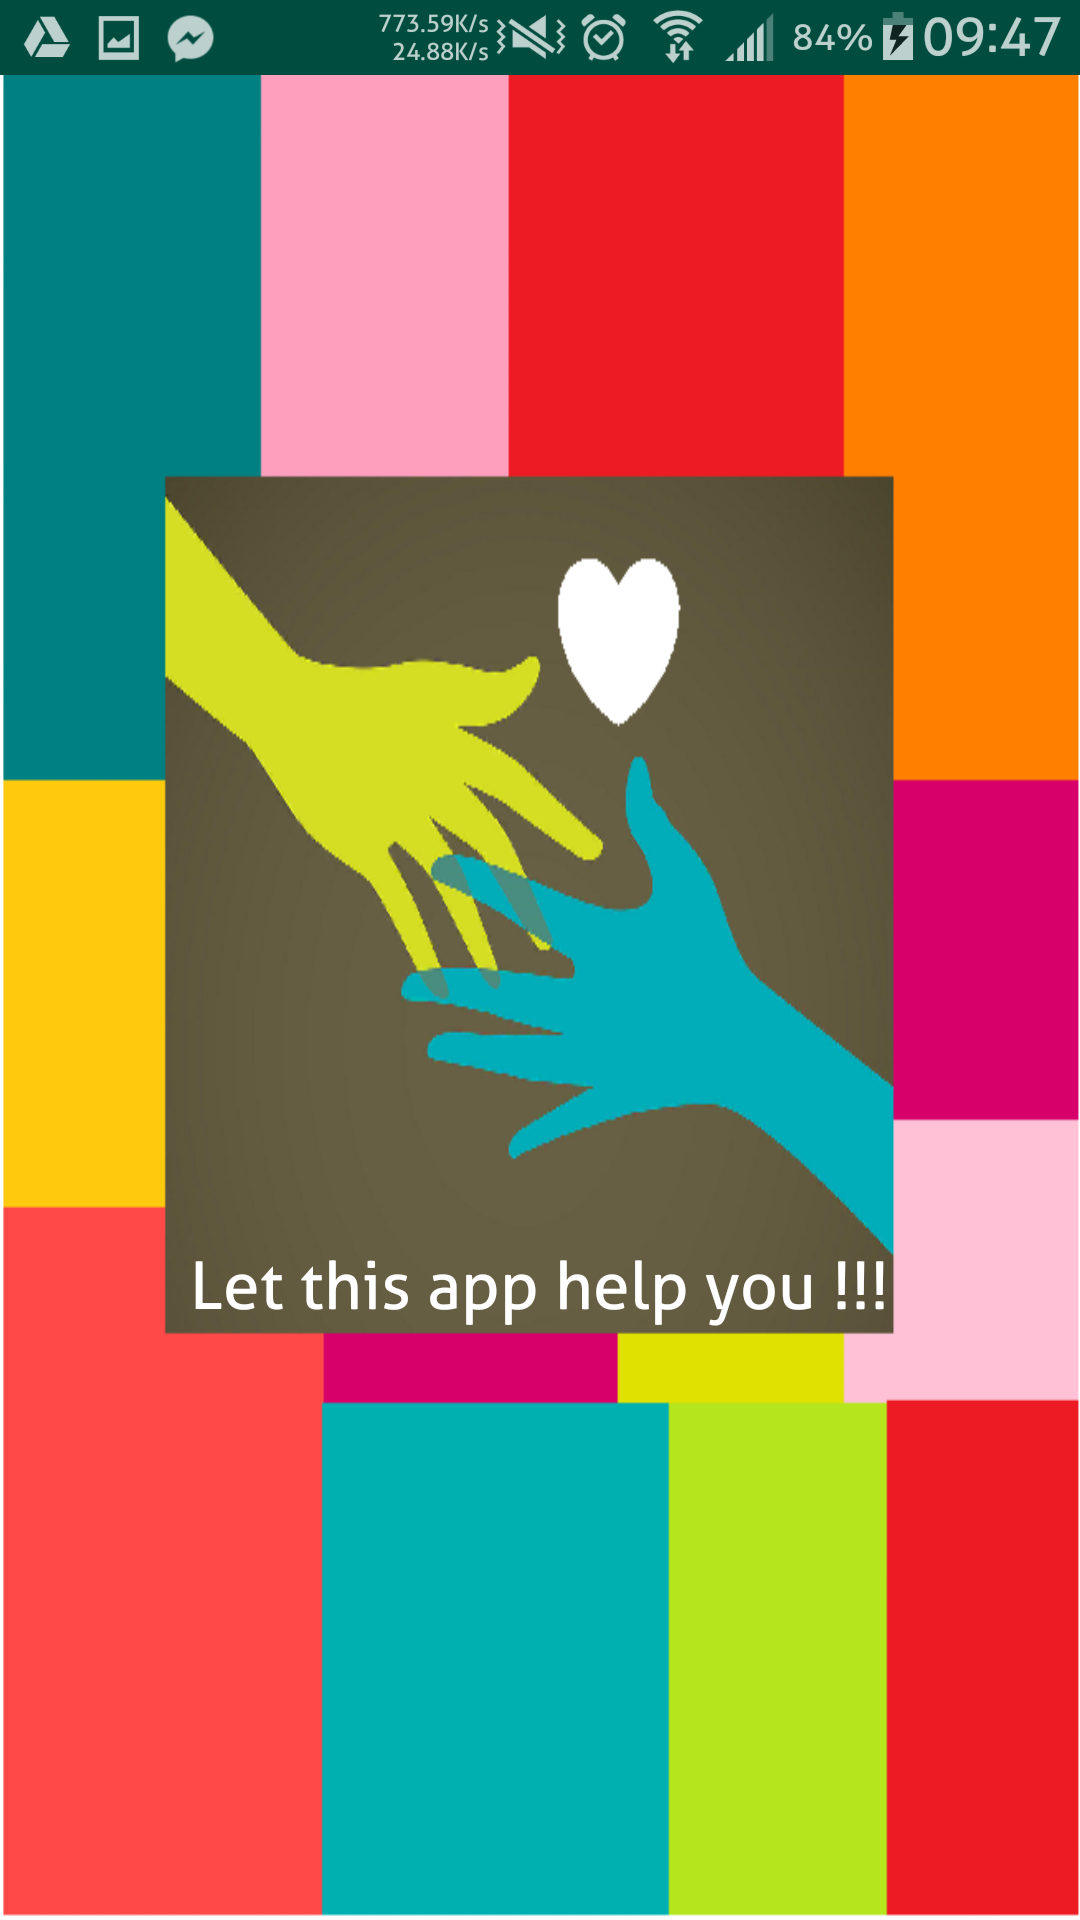 773.59K/s
24.88K/s
84%
09:47
Let this app help you !!!